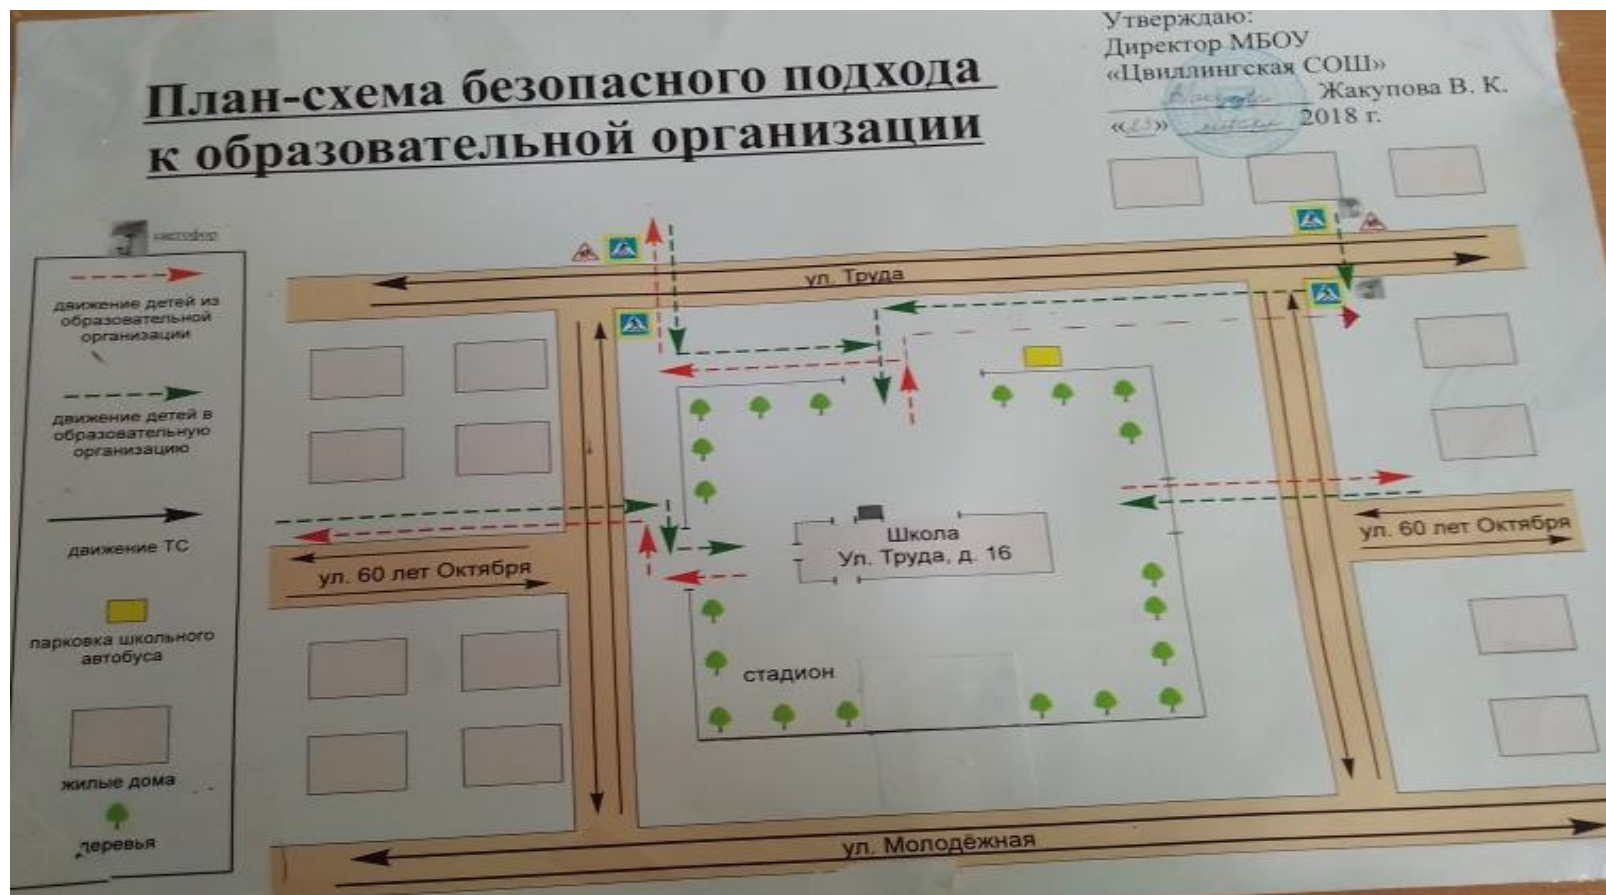 Утверждаю:
Директор МБОУ
«Цвиллингская СОШ»
Жакупова В. К.
«23» 2018 г.
План-схема безопасного подхода
к образовательной организации
светофор
движение детей из
образовательной
организации
движение детей в
образовательную
организацию
движение ТС
парковка школьного
автобуса
жилые дома
деревья
ул. Труда
ул. 60 лет Октября
Школа
Ул. Труда, д. 16
ул. 60 лет Октября
стадион
ул. Молодёжная